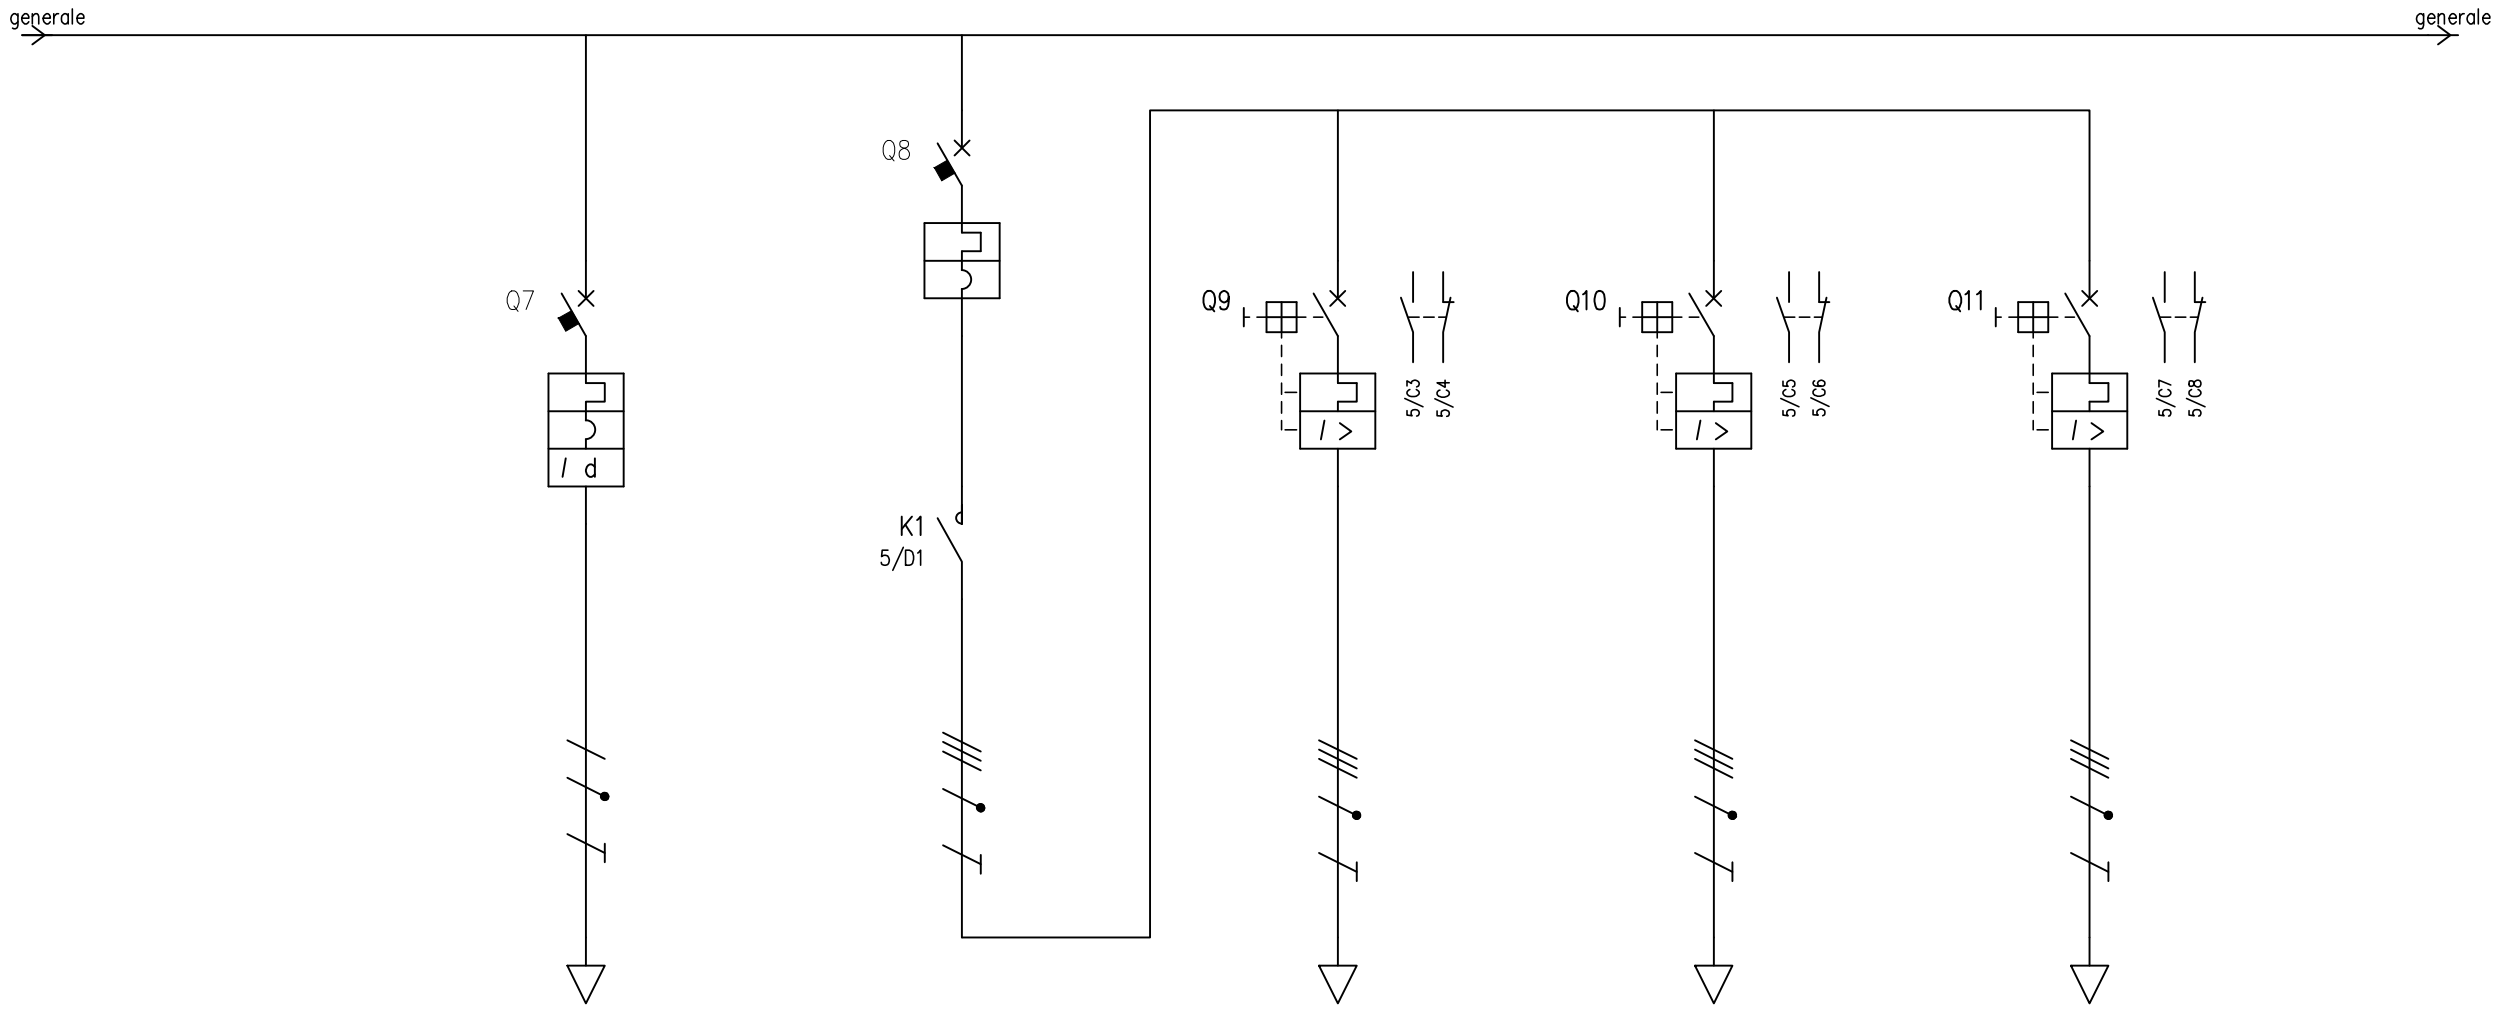 generale
generale
Q8
Q7
Q9
Q10
Q11
5/C3
5/C4
5/C5
5/C6
5/C7
5/C8
I >
I >
I >
I d
K1
5/D1